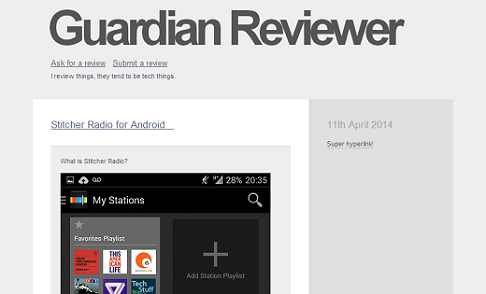 Guardian Reviewer
Ask for a review Submit a review
I review things, they tend to be tech things.
Stitcher Radio for Android
11th April 2014
Super hyperlink!
What is Stitcher Radio?
28% 20:35
My Stations
Favorites Playlist
THIS AMERICAN LIFE
Tech Stuff
Add Station Playlist